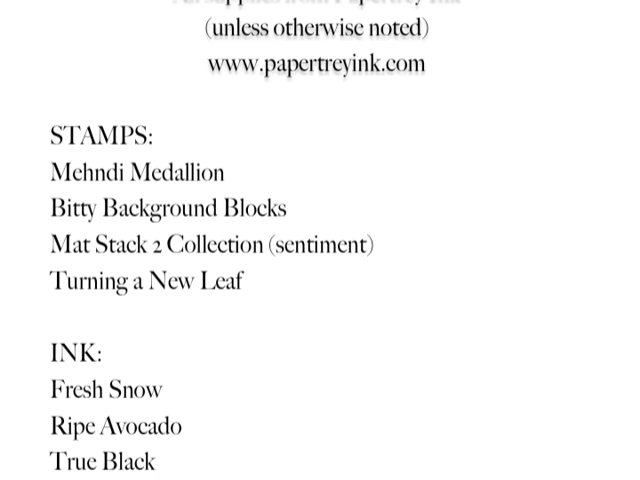 (unless otherwise noted)
www.papertreyink.com
STAMPS:
Mehndi Medallion
Bitty Background Blocks
Mat Stack 2 Collection (sentiment)
Turning a New Leaf
INK:
Fresh Snow
Ripe Avocado
True Black